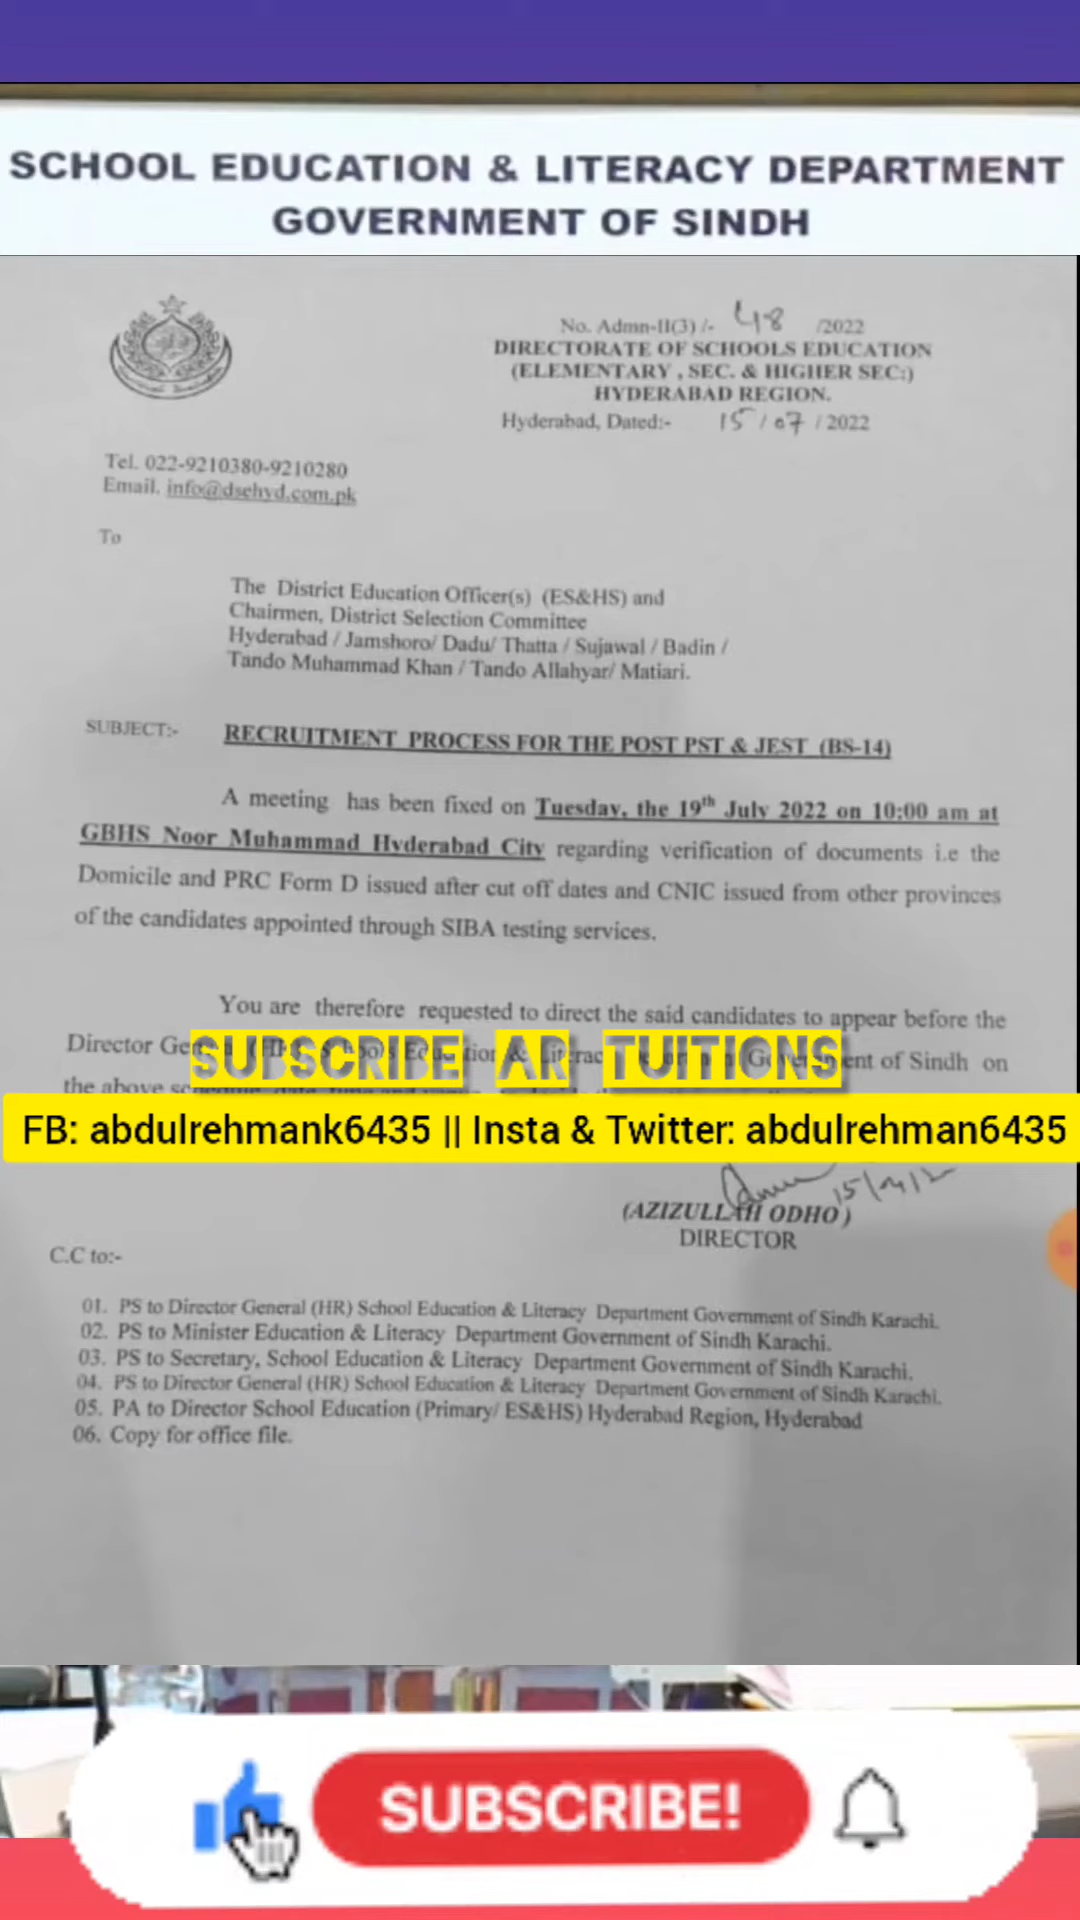 SCHOOL EDUCATION & LITERACY DEPARTMENT
GOVERNMENT OF SINDH
No. Admn-II(3) /- 48 /2022
DIRECTORATE OF SCHOOLS EDUCATION
(ELEMENTARY , SEC. & HIGHER SEC:)
HYDERABAD REGION.
Hyderabad, Dated:- 15 / 07 / 2022
Tel. 022-9210380-9210280
Email. info@dsehyd.com.pk
To
The District Education Officer(s) (ES&HS) and
Chairmen, District Selection Committee
Hyderabad / Jamshoro/ Dadu/ Thatta / Sujawal / Badin /
Tando Muhammad Khan / Tando Allahyar/ Matiari.
SUBJECT:- RECRUITMENT PROCESS FOR THE POST PST & JEST (BS-14)
A meeting has been fixed on Tuesday, the 19th July 2022 on 10:00 am at
GBHS Noor Muhammad Hyderabad City regarding verification of documents i.e the
Domicile and PRC Form D issued after cut off dates and CNIC issued from other provinces
of the candidates appointed through SIBA testing services.
You are therefore requested to direct the said candidates to appear before the
Director General (HR) Schools Education & Literacy Department Government of Sindh on
the above
SUBSCRIBE AR TUITIONS
FB: abdulrehmank6435 || Insta & Twitter: abdulrehman6435
(AZIZULLAH ODHO)
DIRECTOR
C.C to:-
01. PS to Director General (HR) School Education & Literacy Department Government of Sindh Karachi.
02. PS to Minister Education & Literacy Department Government of Sindh Karachi.
03. PS to Secretary, School Education & Literacy Department Government of Sindh Karachi.
04. PS to Director General (HR) School Education & Literacy Department Government of Sindh Karachi.
05. PA to Director School Education (Primary/ ES&HS) Hyderabad Region, Hyderabad
06. Copy for office file.
SUBSCRIBE!